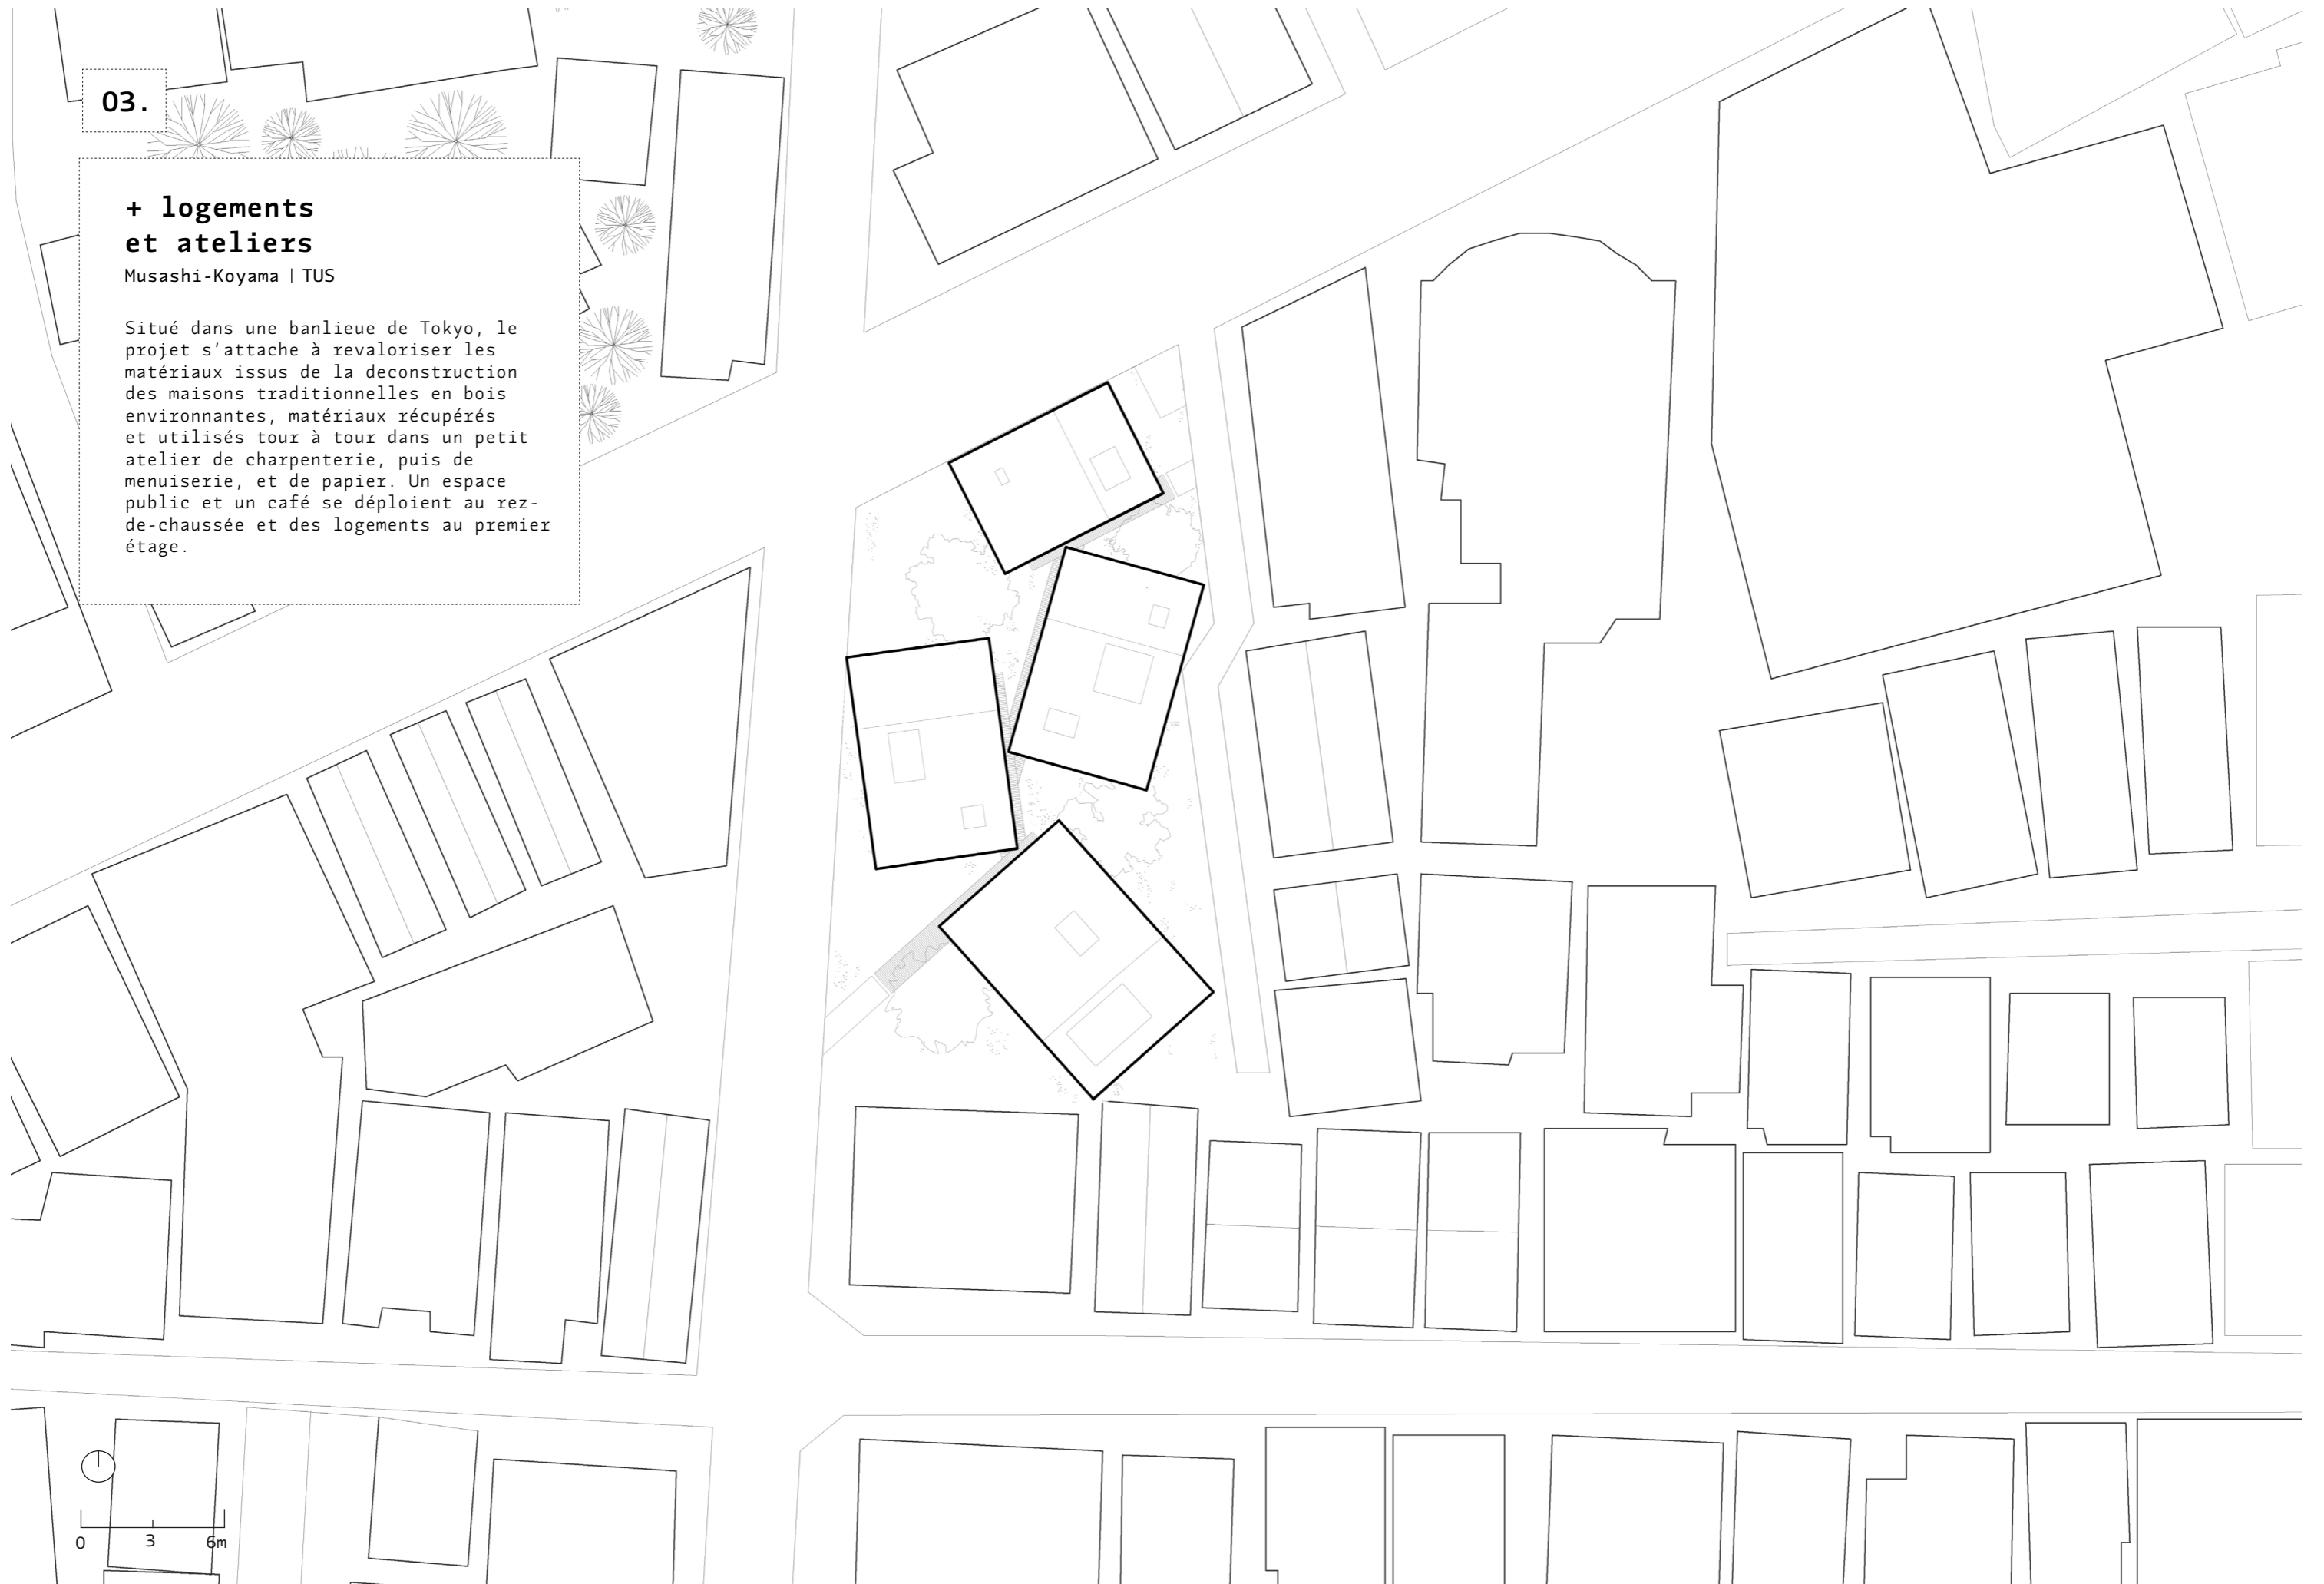 03.
+ logements
et ateliers
Musashi-Koyama | TUS
Situé dans une banlieue de Tokyo, le
projet s'attache à revaloriser les
matériaux issus de la deconstruction
des maisons traditionnelles en bois
environnantes, matériaux récupérés
et utilisés tour à tour dans un petit
atelier de charpenterie, puis de
menuiserie, et de papier. Un espace
public et un café se déploient au rez-
de-chaussée et des logements au premier
étage.
0 3 6m